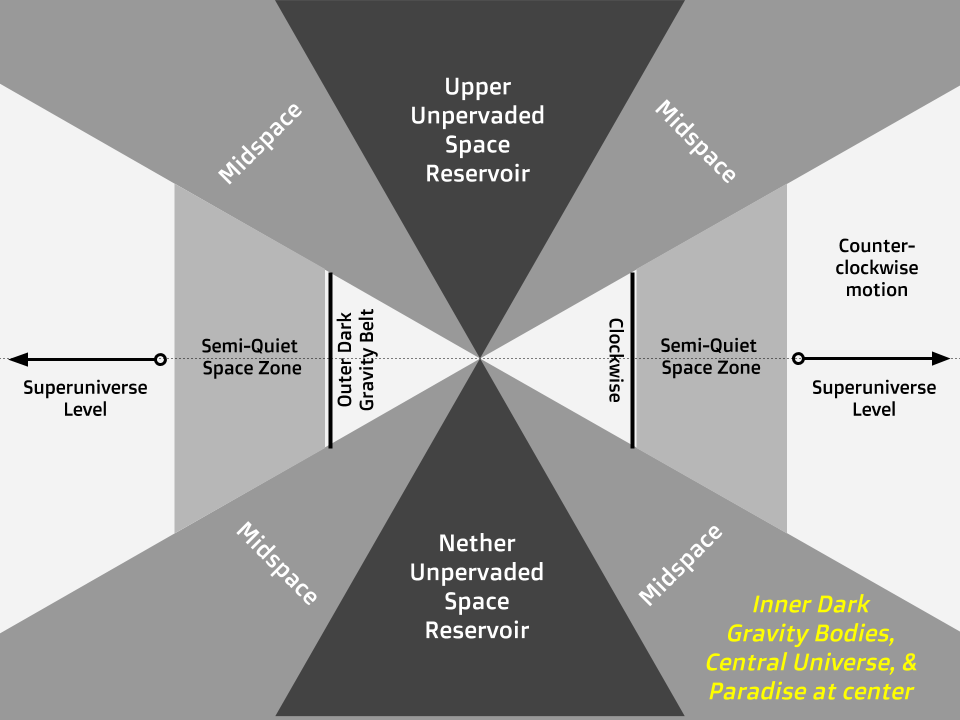 Upper
Unpervaded
Space
Reservoir
Midspace
Midspace
Counter-
clockwise
motion
Semi-Quiet
Space Zone
Outer Dark
Gravity Belt
Clockwise
Semi-Quiet
Space Zone
Superuniverse
Level
Superuniverse
Level
Midspace
Nether
Unpervaded
Space
Reservoir
Midspace
Inner Dark
Gravity Bodies,
Central Universe, &
Paradise at center